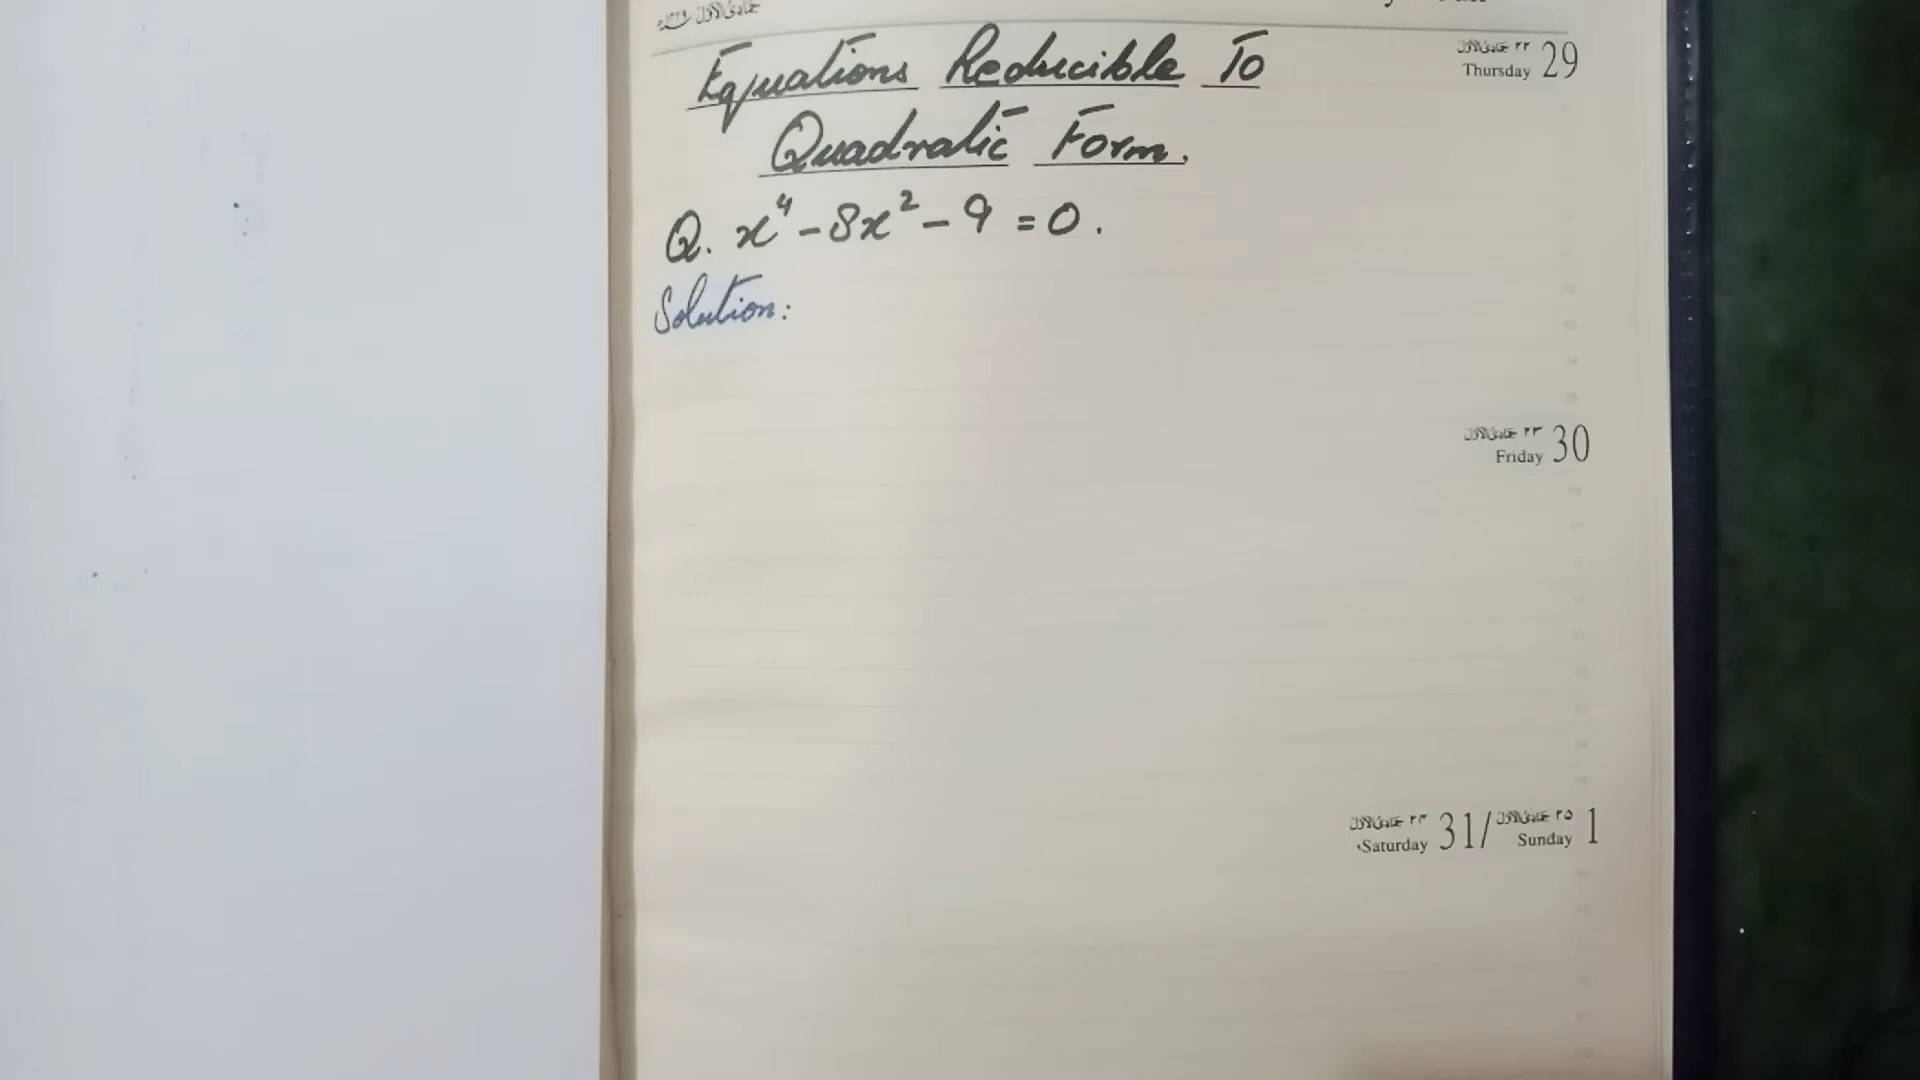 Equations Reducible To
Quadratic Form.
Q. x⁴ - 8x² - 9 = 0.
Solution:
Thursday 29
Friday 30
Saturday 31/ Sunday 1